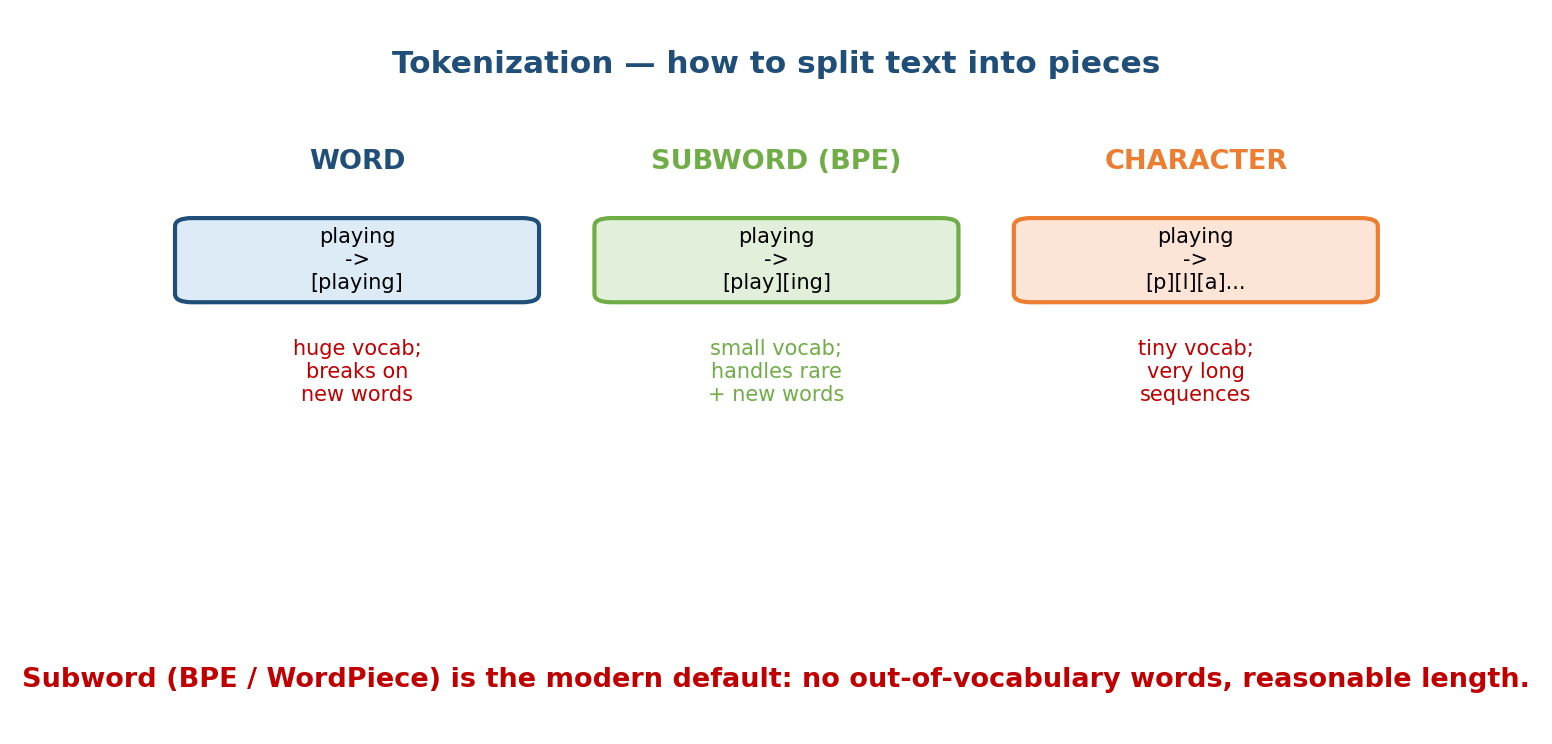 Tokenization — how to split text into pieces
WORD
SUBWORD (BPE)
CHARACTER
playing
->
[playing]
playing
->
[play][ing]
playing
->
[p][l][a]...
huge vocab;
breaks on
new words
small vocab;
handles rare
+ new words
tiny vocab;
very long
sequences
Subword (BPE / WordPiece) is the modern default: no out-of-vocabulary words, reasonable length.